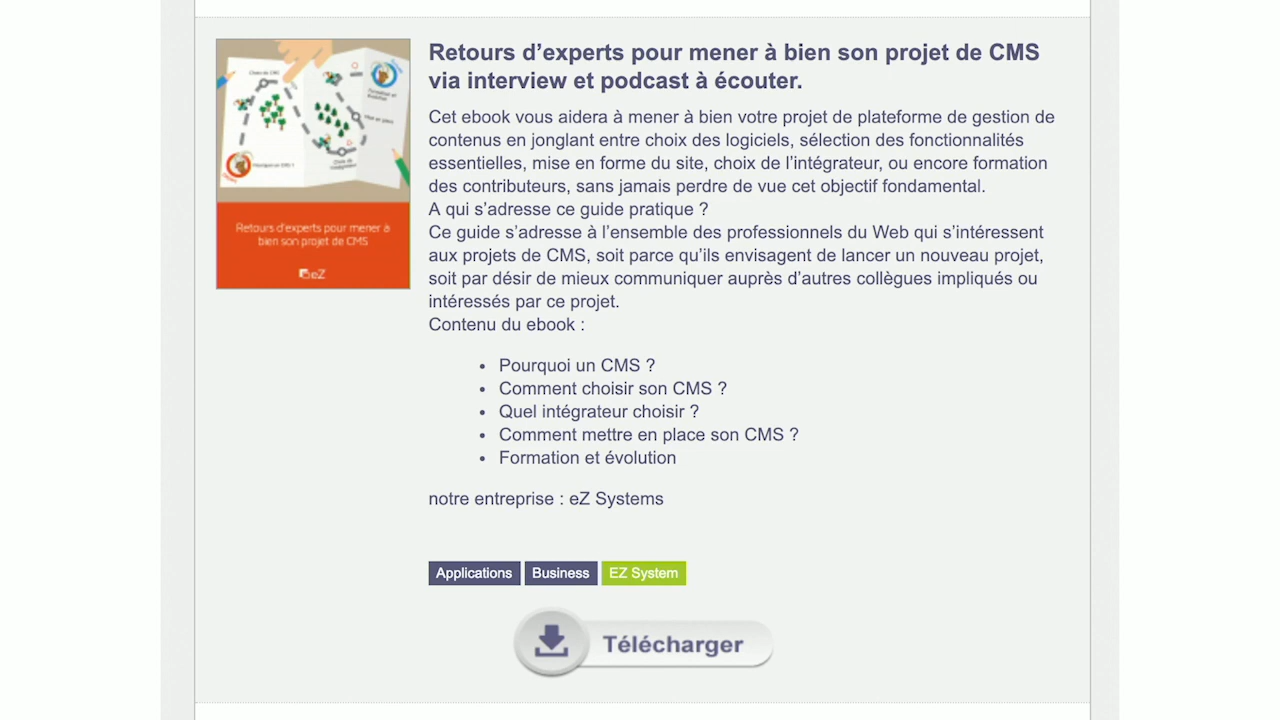 Retours d’experts pour mener à bien son projet de CMS
via interview et podcast à écouter.
Cet ebook vous aidera à mener à bien votre projet de plateforme de gestion de
contenus en jonglant entre choix des logiciels, sélection des fonctionnalités
essentielles, mise en forme du site, choix de l’intégrateur, ou encore formation
des contributeurs, sans jamais perdre de vue cet objectif fondamental.
A qui s’adresse ce guide pratique ?
Ce guide s’adresse à l’ensemble des professionnels du Web qui s’intéressent
aux projets de CMS, soit parce qu’ils envisagent de lancer un nouveau projet,
soit par désir de mieux communiquer auprès d’autres collègues impliqués ou
intéressés par ce projet.
Contenu du ebook :
• Pourquoi un CMS ?
• Comment choisir son CMS ?
• Quel intégrateur choisir ?
• Comment mettre en place son CMS ?
• Formation et évolution
notre entreprise : eZ Systems
Applications Business EZ System
Télécharger
Choix du CMS
Pourquoi un CMS ?
Retours d'experts pour mener à
bien son projet de CMS
eZ